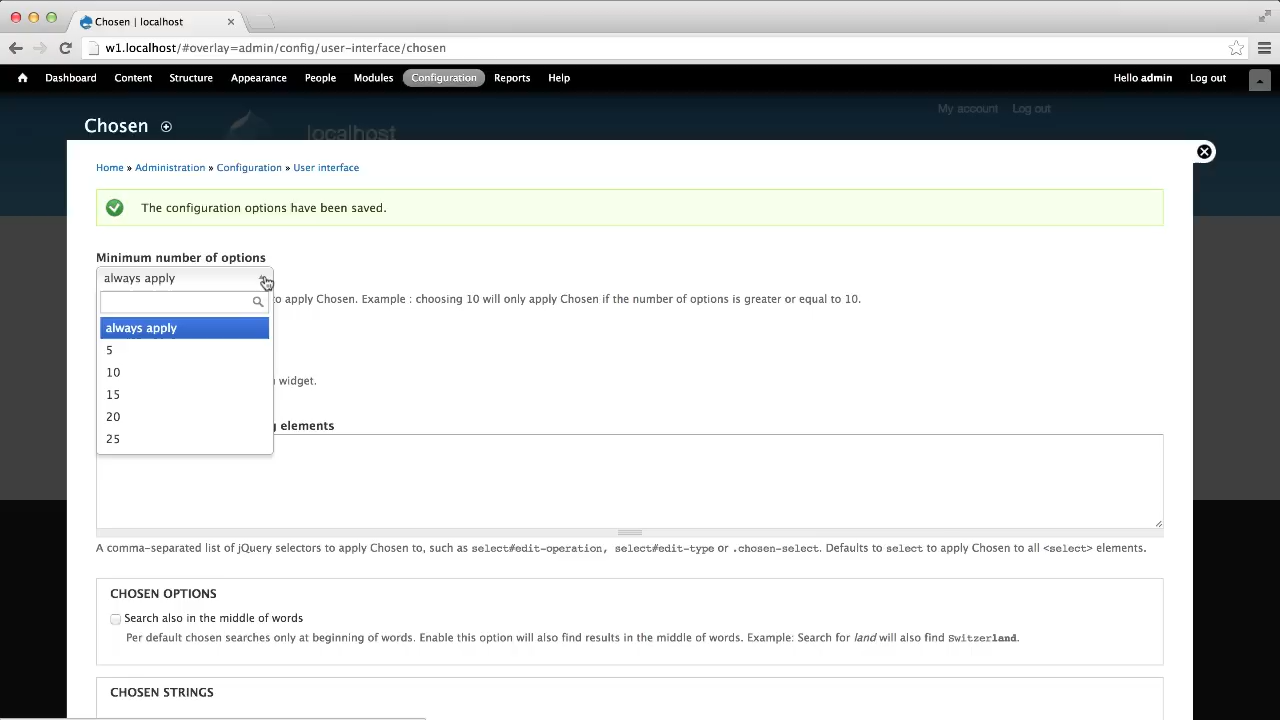 Chosen | localhost
w1.localhost/#overlay=admin/config/user-interface/chosen
Dashboard Content Structure Appearance People Modules Configuration Reports Help Hello admin Log out
My account Log out
Chosen
localhost
Home » Administration » Configuration » User interface
The configuration options have been saved.
Minimum number of options
always apply
to apply Chosen. Example : choosing 10 will only apply Chosen if the number of options is greater or equal to 10.
always apply
5
10
widget.
15
20
elements
25
A comma-separated list of jQuery selectors to apply Chosen to, such as select#edit-operation, select#edit-type or .chosen-select. Defaults to select to apply Chosen to all <select> elements.
CHOSEN OPTIONS
Search also in the middle of words
Per default chosen searches only at beginning of words. Enable this option will also find results in the middle of words. Example: Search for land will also find Switzerland.
CHOSEN STRINGS